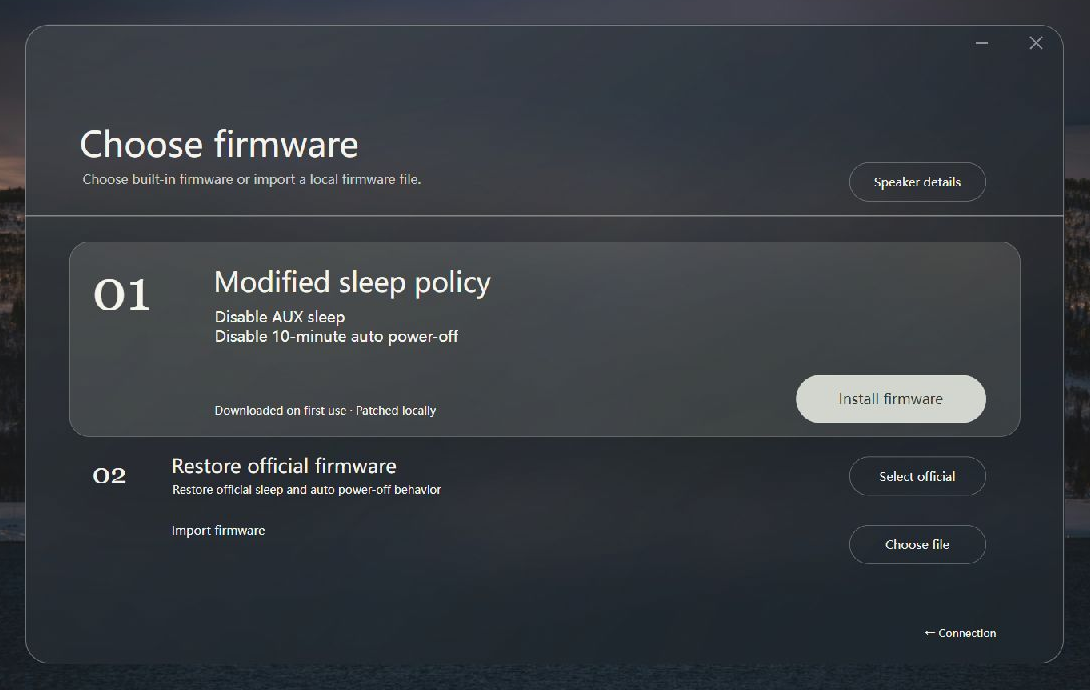 Choose firmware
Choose built-in firmware or import a local firmware file.
Speaker details
01
Modified sleep policy
Disable AUX sleep
Disable 10-minute auto power-off
Downloaded on first use · Patched locally
Install firmware
02
Restore official firmware
Restore official sleep and auto power-off behavior
Select official
Import firmware
Choose file
← Connection